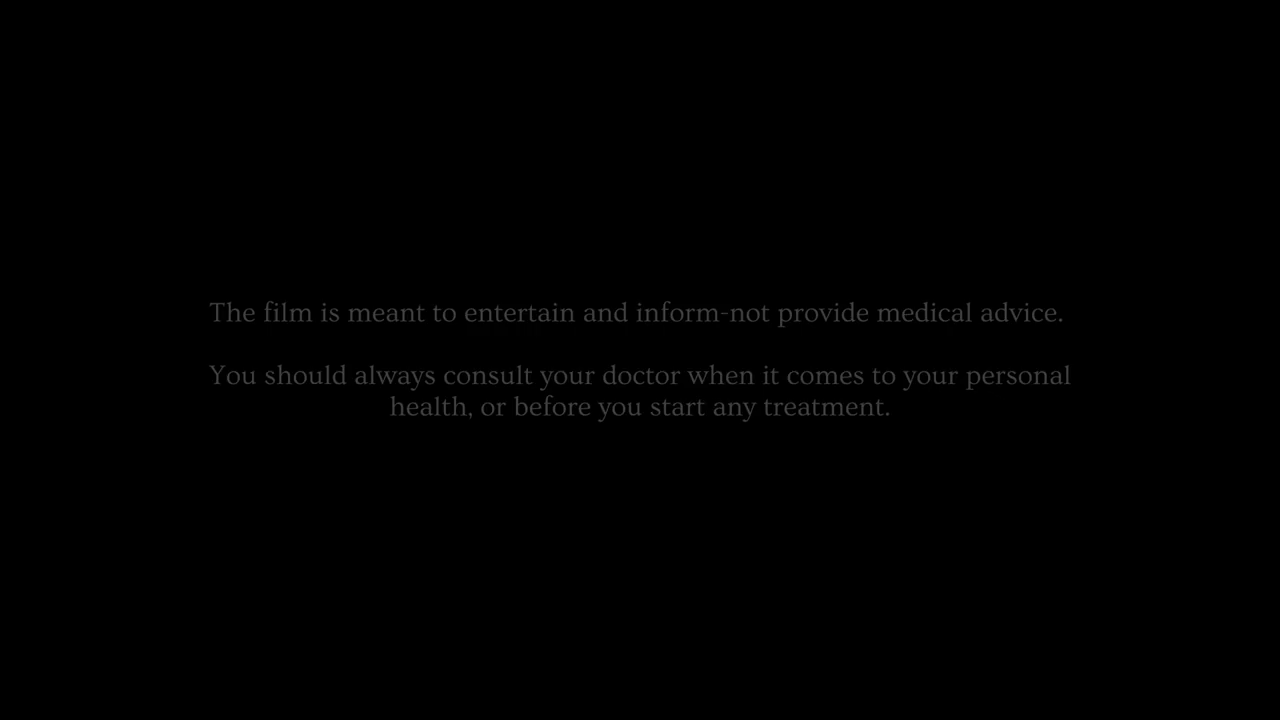 The film is meant to entertain and inform-not provide medical advice.
You should always consult your doctor when it comes to your personal
health, or before you start any treatment.